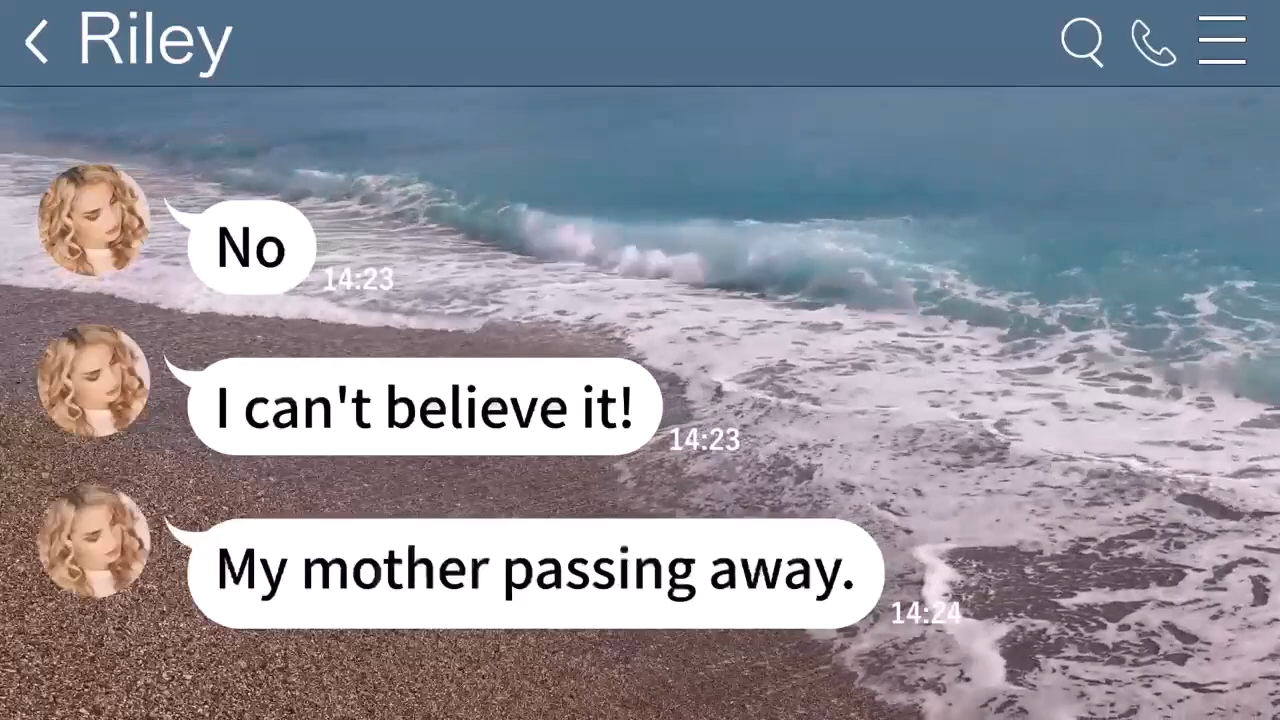 Riley
No
14:23
I can't believe it!
14:23
My mother passing away.
14:24